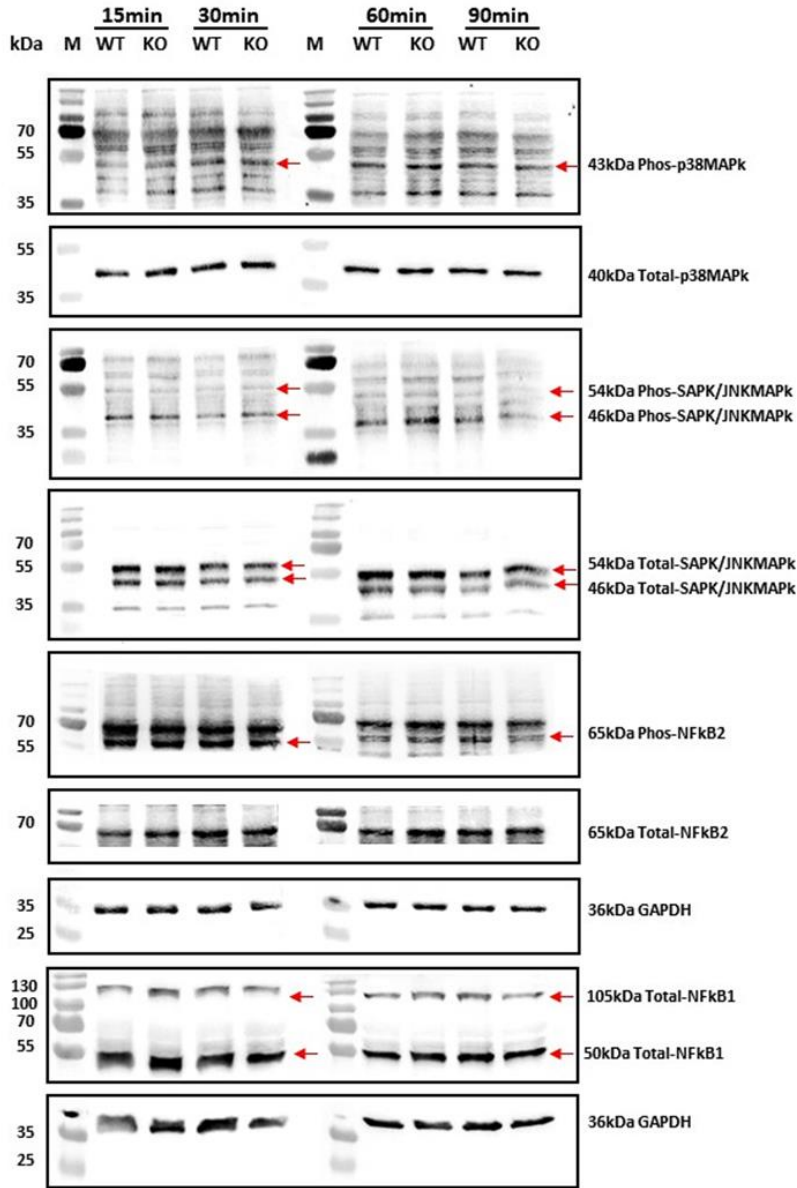 15min 30min 60min 90min
kDa M WT KO WT KO M WT KO WT KO
70
55
43kDa Phos-p38MAPk
35
55
40kDa Total-p38MAPk
35
70
55
54kDa Phos-SAPK/JNKMAPk
46kDa Phos-SAPK/JNKMAPk
35
70
55
54kDa Total-SAPK/JNKMAPk
46kDa Total-SAPK/JNKMAPk
35
70
65kDa Phos-NFkB2
55
70
65kDa Total-NFkB2
35
36kDa GAPDH
25
130
105kDa Total-NFkB1
100
70
55
50kDa Total-NFkB1
36kDa GAPDH
35
25